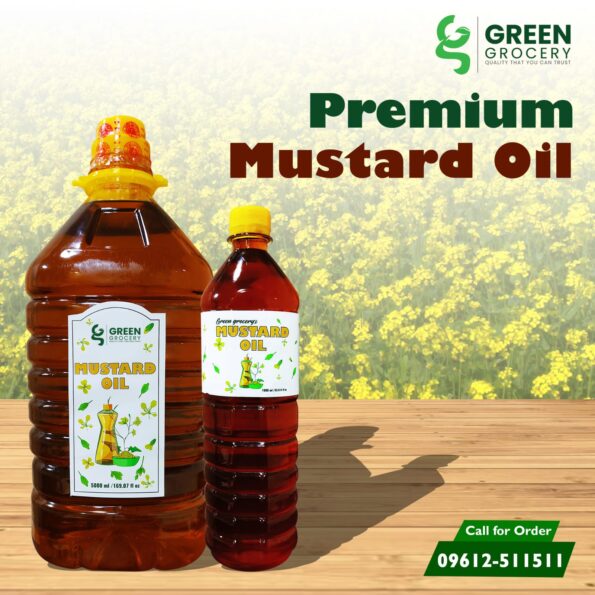 GREEN
GROCERY
QUALITY THAT YOU CAN TRUST
Premium
Mustard Oil
GREEN
GROCERY
MUSTARD
OIL
5000 ml / 169.07 fl oz
Green grocery's
MUSTARD
OIL
Call for Order
09612-511511